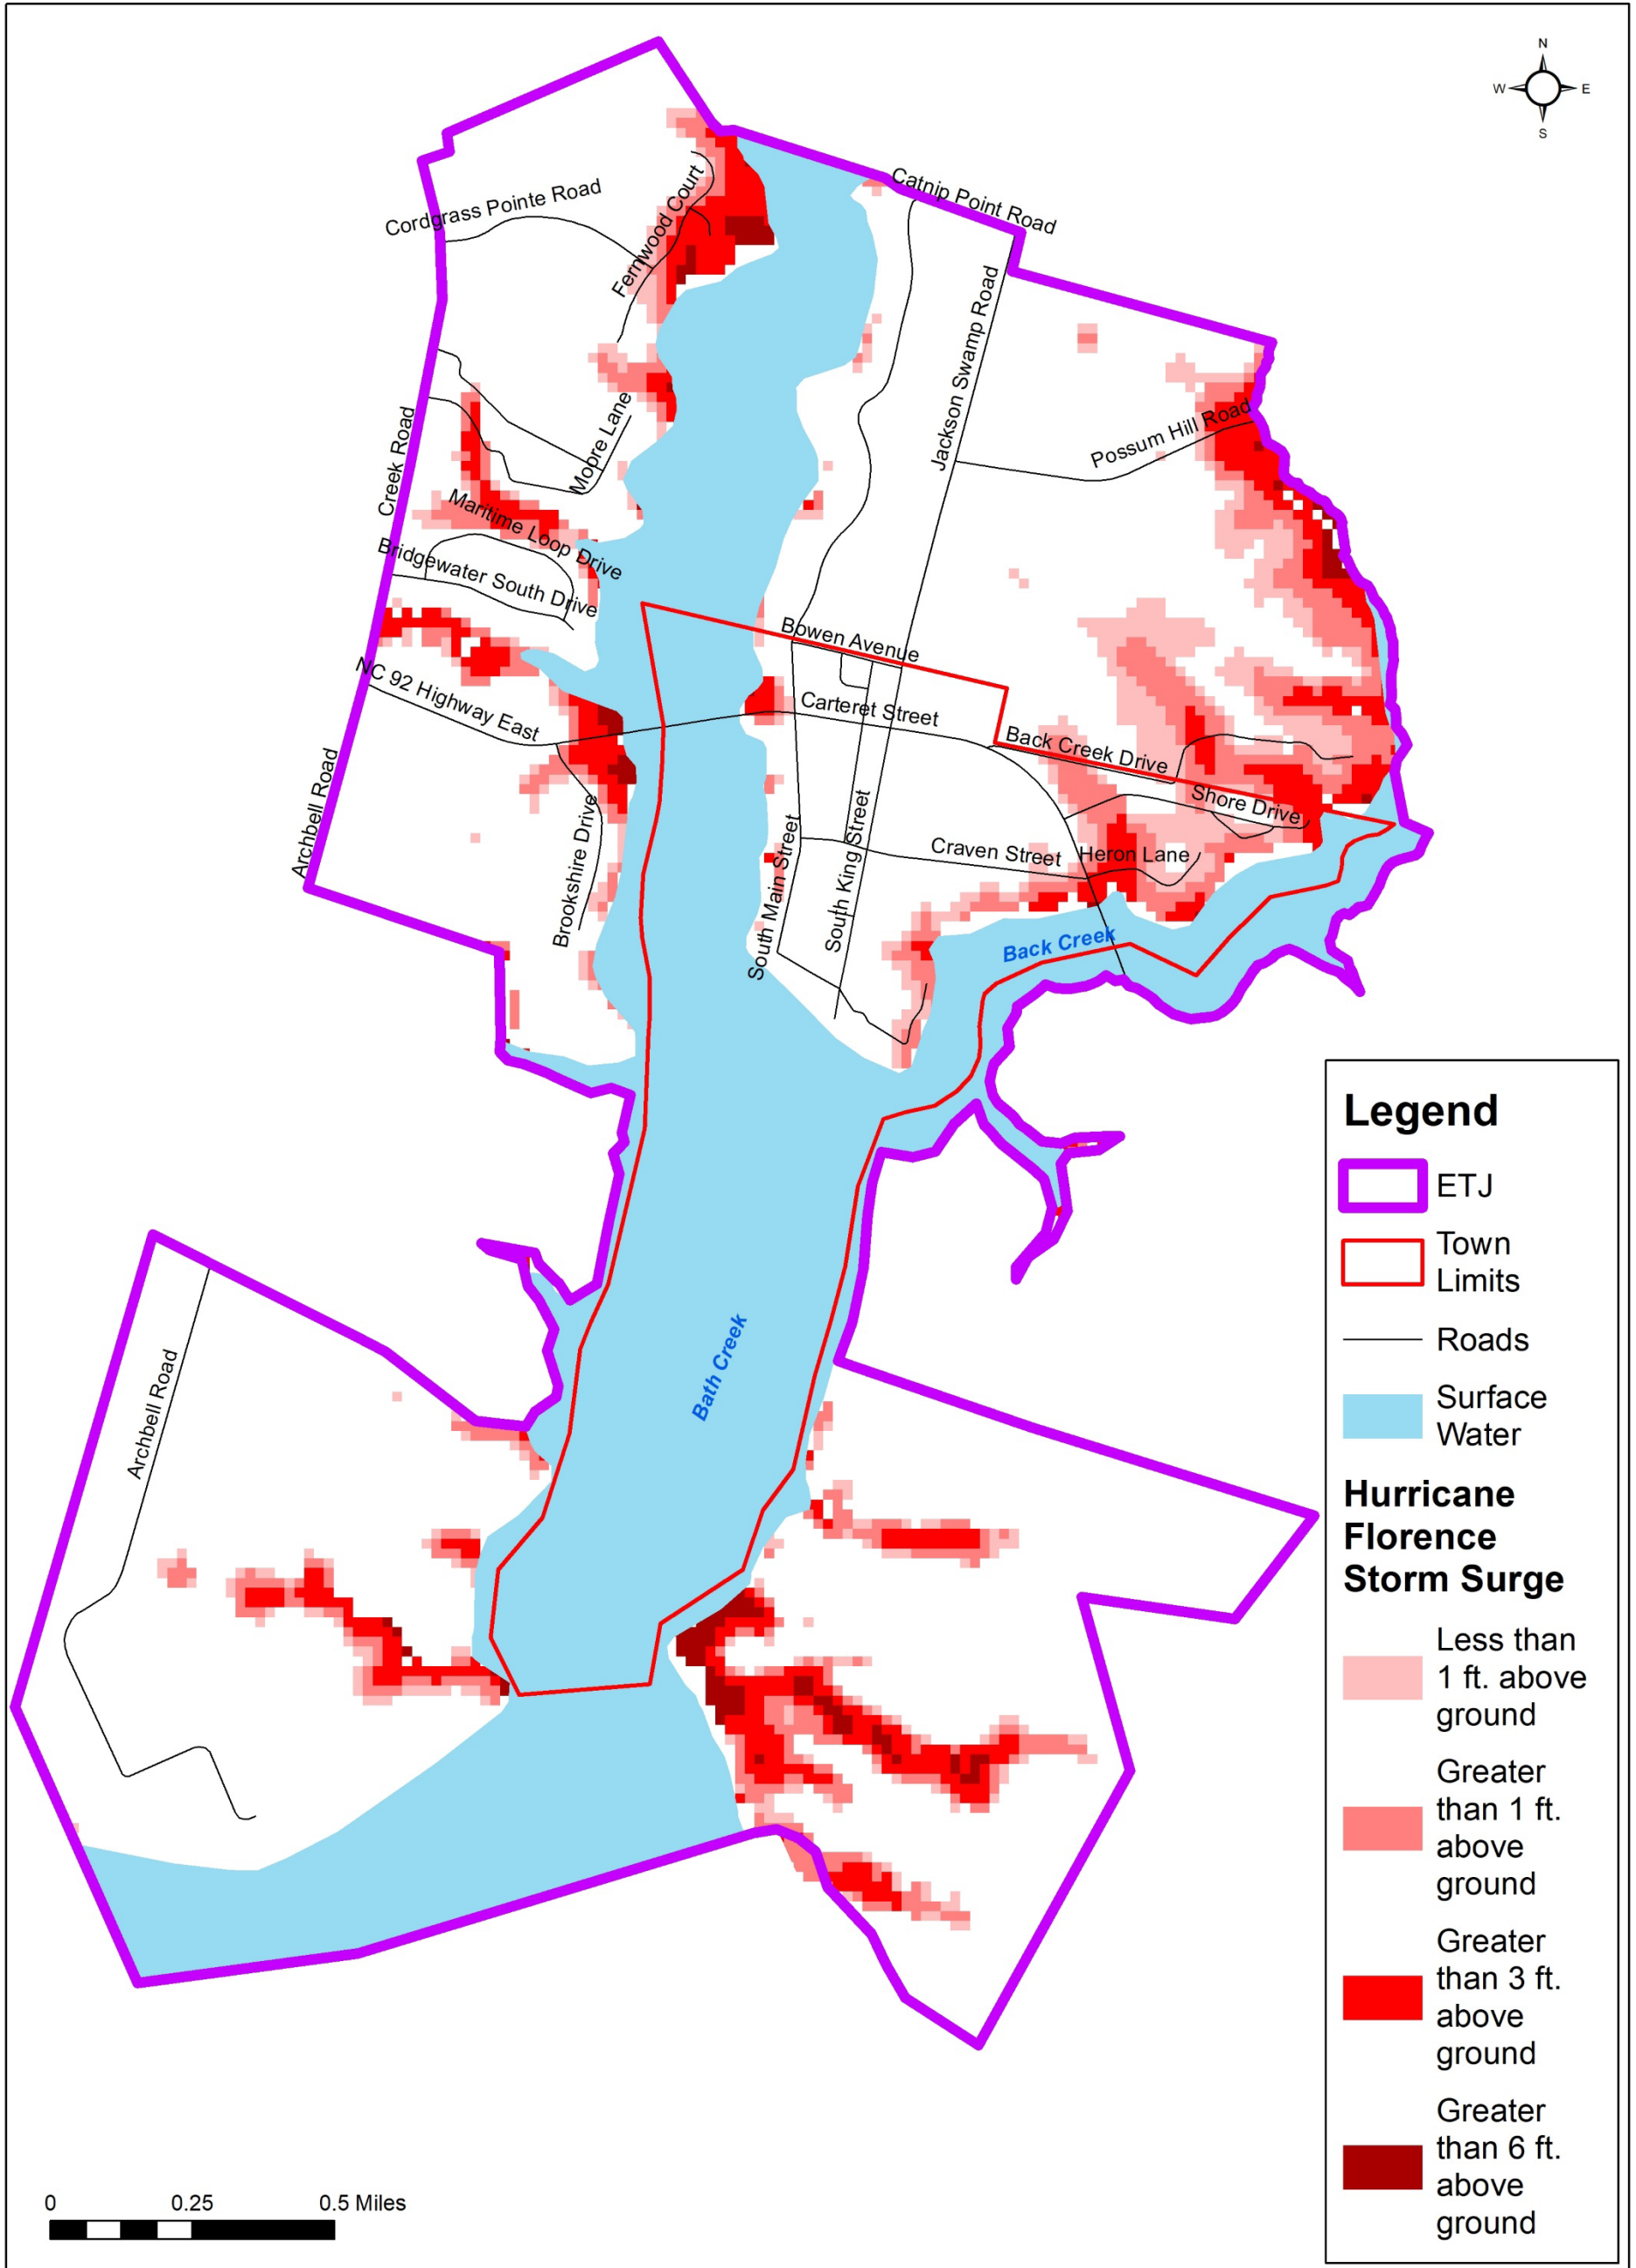 N
W
E
S
Catnip Point Road
Cordgrass Pointe Road
Fernwood Court
Jackson Swamp Road
Possum Hill Road
Moore Lane
Creek Road
Maritime Loop Drive
Bridgewater South Drive
Bowen Avenue
NC 92 Highway East
Carteret Street
Back Creek Drive
Shore Drive
Archbell Road
Brookshire Drive
South Main Street
South King Street
Craven Street
Heron Lane
Back Creek
Bath Creek
Archbell Road
Legend
ETJ
Town
Limits
Roads
Surface
Water
Hurricane
Florence
Storm Surge
Less than
1 ft. above
ground
Greater
than 1 ft.
above
ground
Greater
than 3 ft.
above
ground
Greater
than 6 ft.
above
ground
0
0.25
0.5 Miles